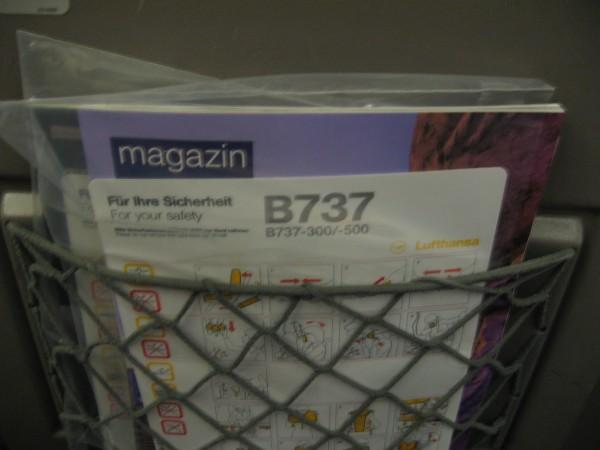 magazin
Für Ihre Sicherheit
For your safety
B737
B737-300/-500
Lufthansa